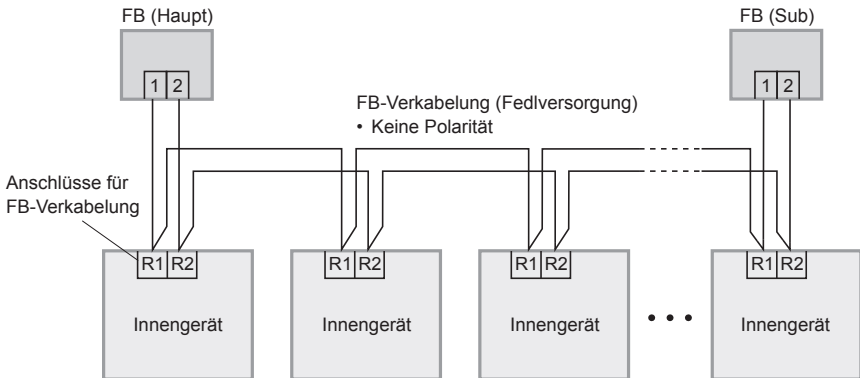 FB (Haupt)
FB (Sub)
1 2
1 2
FB-Verkabelung (Fedlversorgung)
• Keine Polarität
Anschlüsse für
FB-Verkabelung
R1 R2
R1 R2
R1 R2
R1 R2
Innengerät
Innengerät
Innengerät
Innengerät